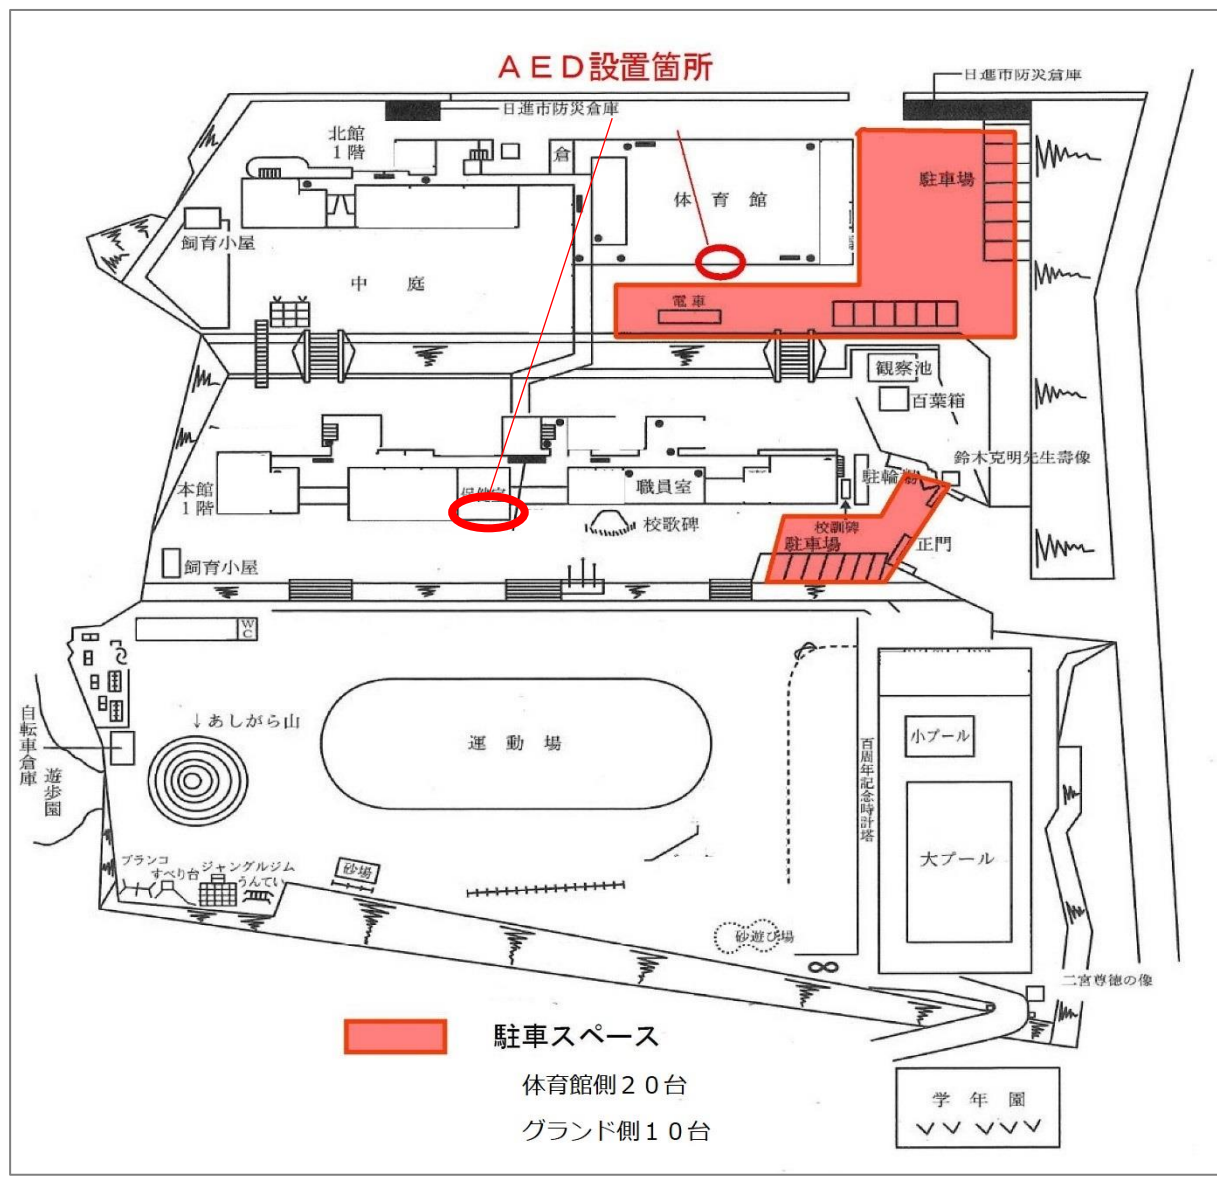 AED設置箇所
日進市防災倉庫
日進市防災倉庫
北館
1階
倉
体育館
駐車場
飼育小屋
中庭
電車
観察池
百葉箱
鈴木克明先生壽像
本館
1階
保健室
職員室
駐輪場
校歌碑
校訓碑
駐車場
正門
飼育小屋
WC
自転車倉庫
遊歩園
↓あしがら山
運動場
百周年記念時計塔
小プール
大プール
ブランコ
すべり台
ジャングルジム
うんてい
砂場
砂遊び場
二宮尊徳の像
駐車スペース
体育館側20台
グランド側10台
学年園